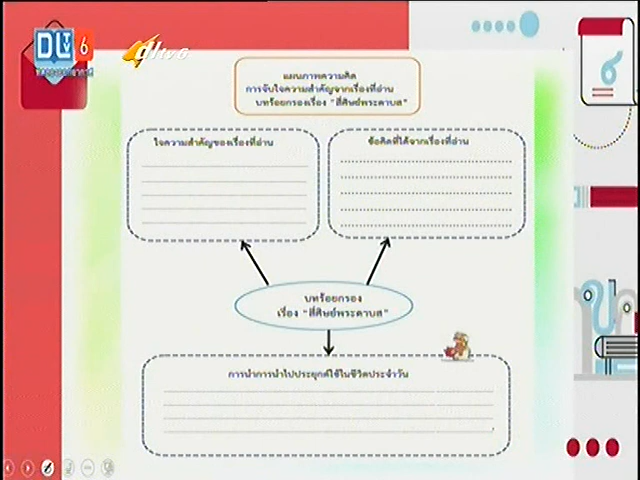 DLTV 6
dltv 6
แผนภาพความคิด
การจับใจความสำคัญจากเรื่องที่อ่าน
บทร้อยกรองเรื่อง "สี่ศิษย์พระดาบส"
ใจความสำคัญของเรื่องที่อ่าน
ข้อคิดที่ได้จากเรื่องที่อ่าน
บทร้อยกรอง
เรื่อง "สี่ศิษย์พระดาบส"
การนำการนำไปประยุกต์ใช้ในชีวิตประจำวัน